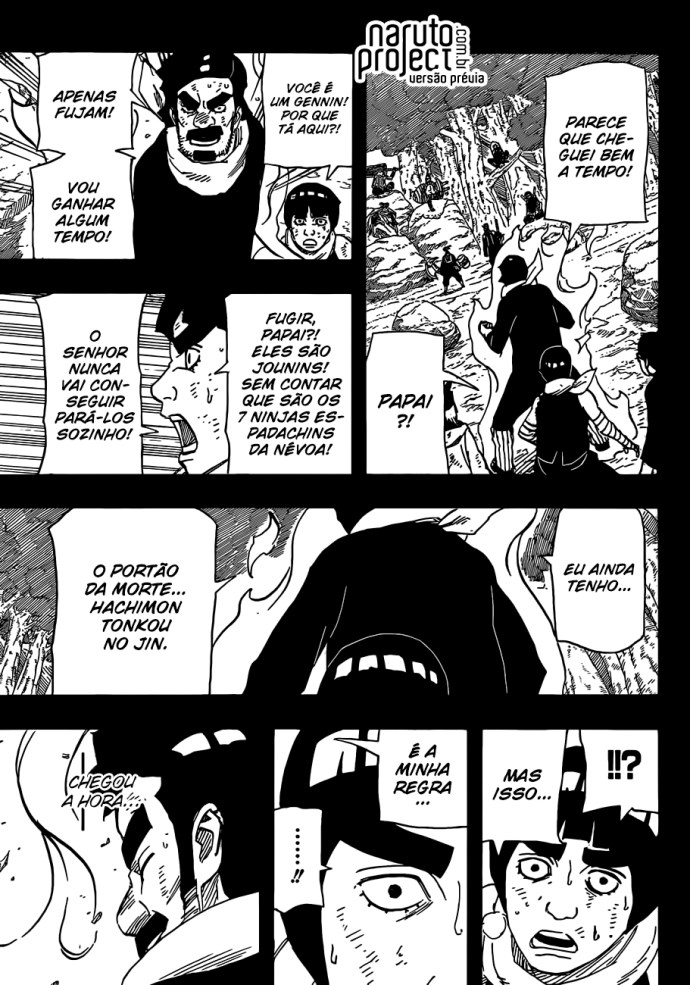 naruto
project
.com.br
versão prévia
PARECE
QUE CHE-
GUEI BEM
A TEMPO!
PAPAI
?!
VOCÊ É
UM GENNIN!
POR QUE
TÁ AQUI?!
APENAS
FUJAM!
VOU
GANHAR
ALGUM
TEMPO!
FUGIR,
PAPAI?!
ELES SÃO
JOUNINS!
SEM CONTAR
QUE SÃO OS
7 NINJAS ES-
PADACHINS
DA NÉVOA!
O
SENHOR
NUNCA
VAI CON-
SEGUIR
PARÁ-LOS
SOZINHO!
EU AINDA
TENHO...
O PORTÃO
DA MORTE...
HACHIMON
TONKOU
NO JIN.
!!?
MAS
ISSO...
É A
MINHA
REGRA
...
......!!
CHEGOU
A HORA...